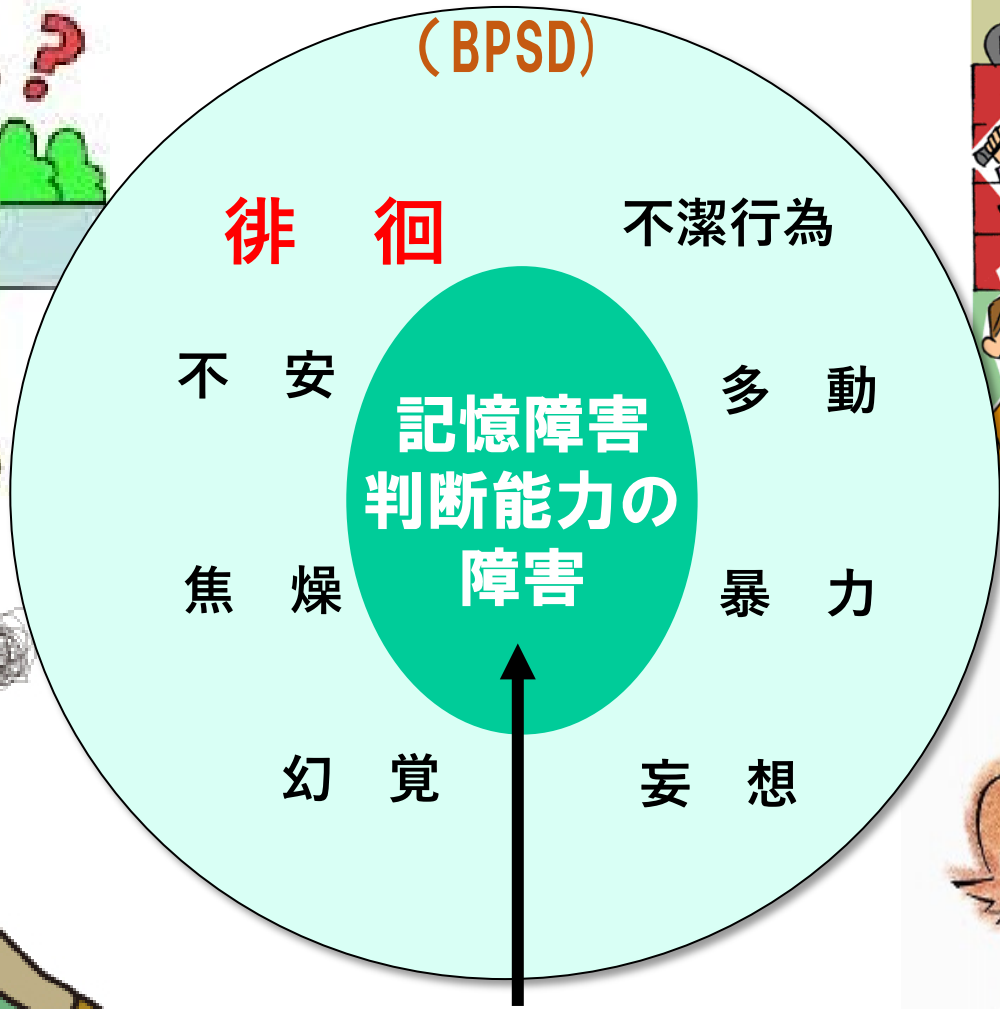 （BPSD）
徘　徊
不潔行為
不　安
多　動
記憶障害
判断能力の
障害
焦　燥
暴　力
幻　覚
妄　想